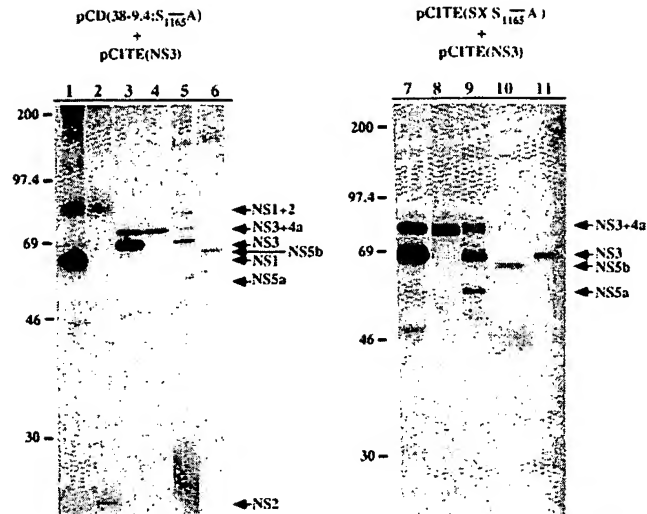 pCD(38-9.4:S1165A)
+
pCITE(NS3)
1 2 3 4 5 6
200
97.4
69
46
30
NS1+2
NS3+4a
NS3
NS5b
NS1
NS5a
NS2
pCITE(SX S1165A)
+
pCITE(NS3)
7 8 9 10 11
200
97.4
69
46
30
NS3+4a
NS3
NS5b
NS5a